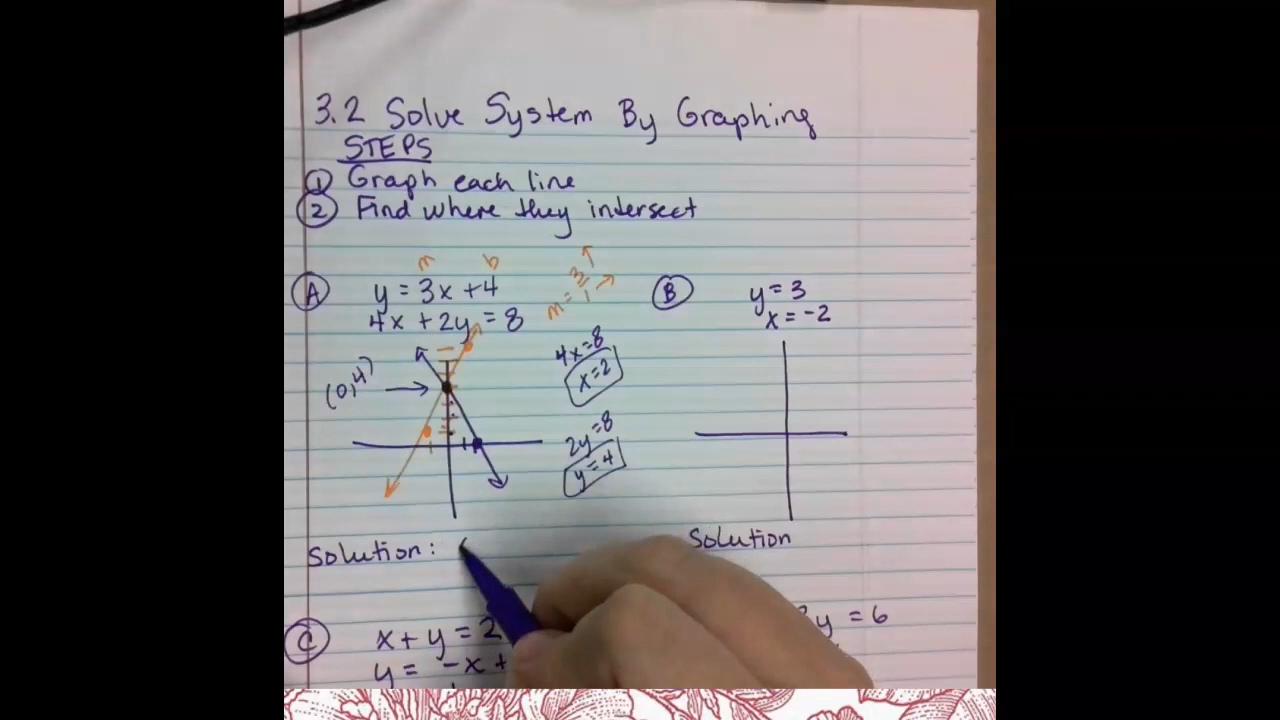 3.2 Solve System By Graphing
STEPS
① Graph each line
② Find where they intersect
m b
Ⓐ y = 3x + 4
4x + 2y = 8
m = 3/1
(0,4)
4x = 8
x = 2
2y = 8
y = 4
Solution: (
Ⓑ y = 3
x = -2
Solution
Ⓒ x + y = 2
y = -x +
y = 6